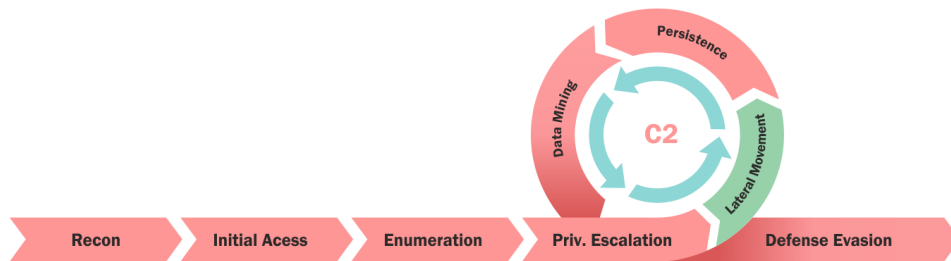 Persistence
Data Mining
C2
Lateral Movement
Recon
Initial Acess
Enumeration
Priv. Escalation
Defense Evasion